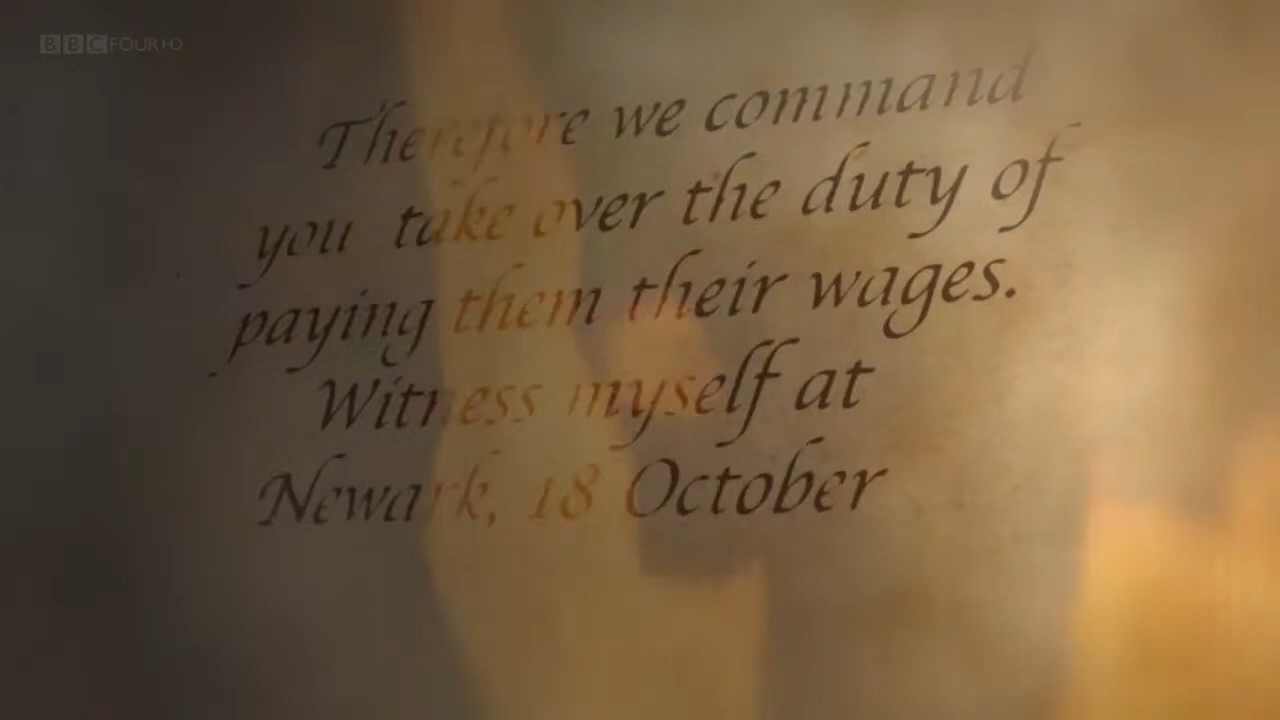 BBC FOUR HD
Therefore we command
you take over the duty of
paying them their wages.
Witness myself at
Newark, 18 October